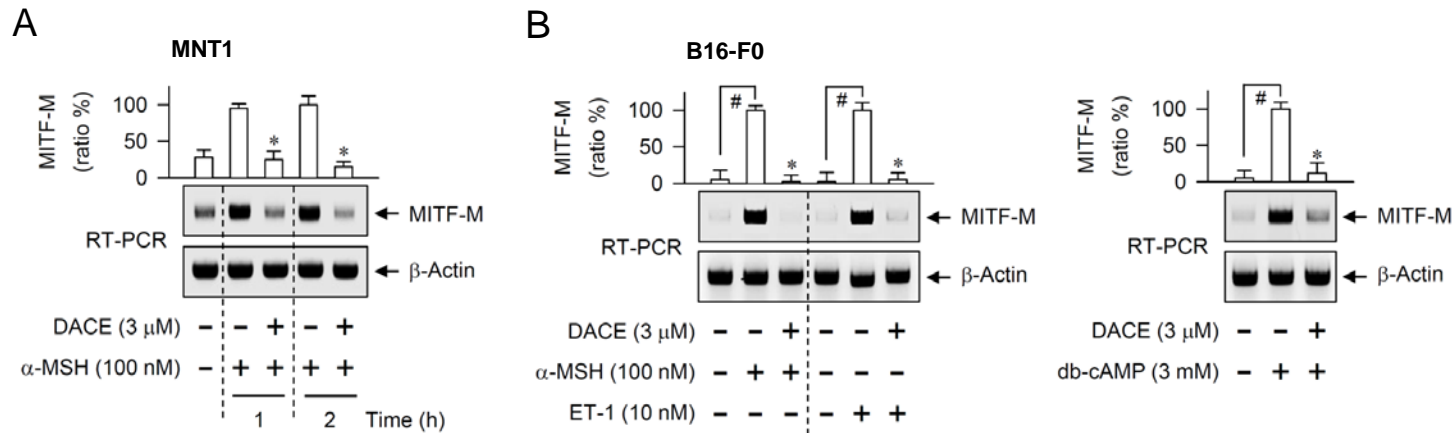 A
MNT1
MITF-M
(ratio %)
100
50
0
*
*
MITF-M
RT-PCR
β-Actin
DACE (3 μM) – – + – +
α-MSH (100 nM) – + + + +
1 2 Time (h)
B
B16-F0
MITF-M
(ratio %)
100
50
0
#
*
#
*
MITF-M
RT-PCR
β-Actin
DACE (3 μM) – – + – – +
α-MSH (100 nM) – + + – – –
ET-1 (10 nM) – – – – + +
MITF-M
(ratio %)
100
50
0
#
*
MITF-M
RT-PCR
β-Actin
DACE (3 μM) – – +
db-cAMP (3 mM) – + +